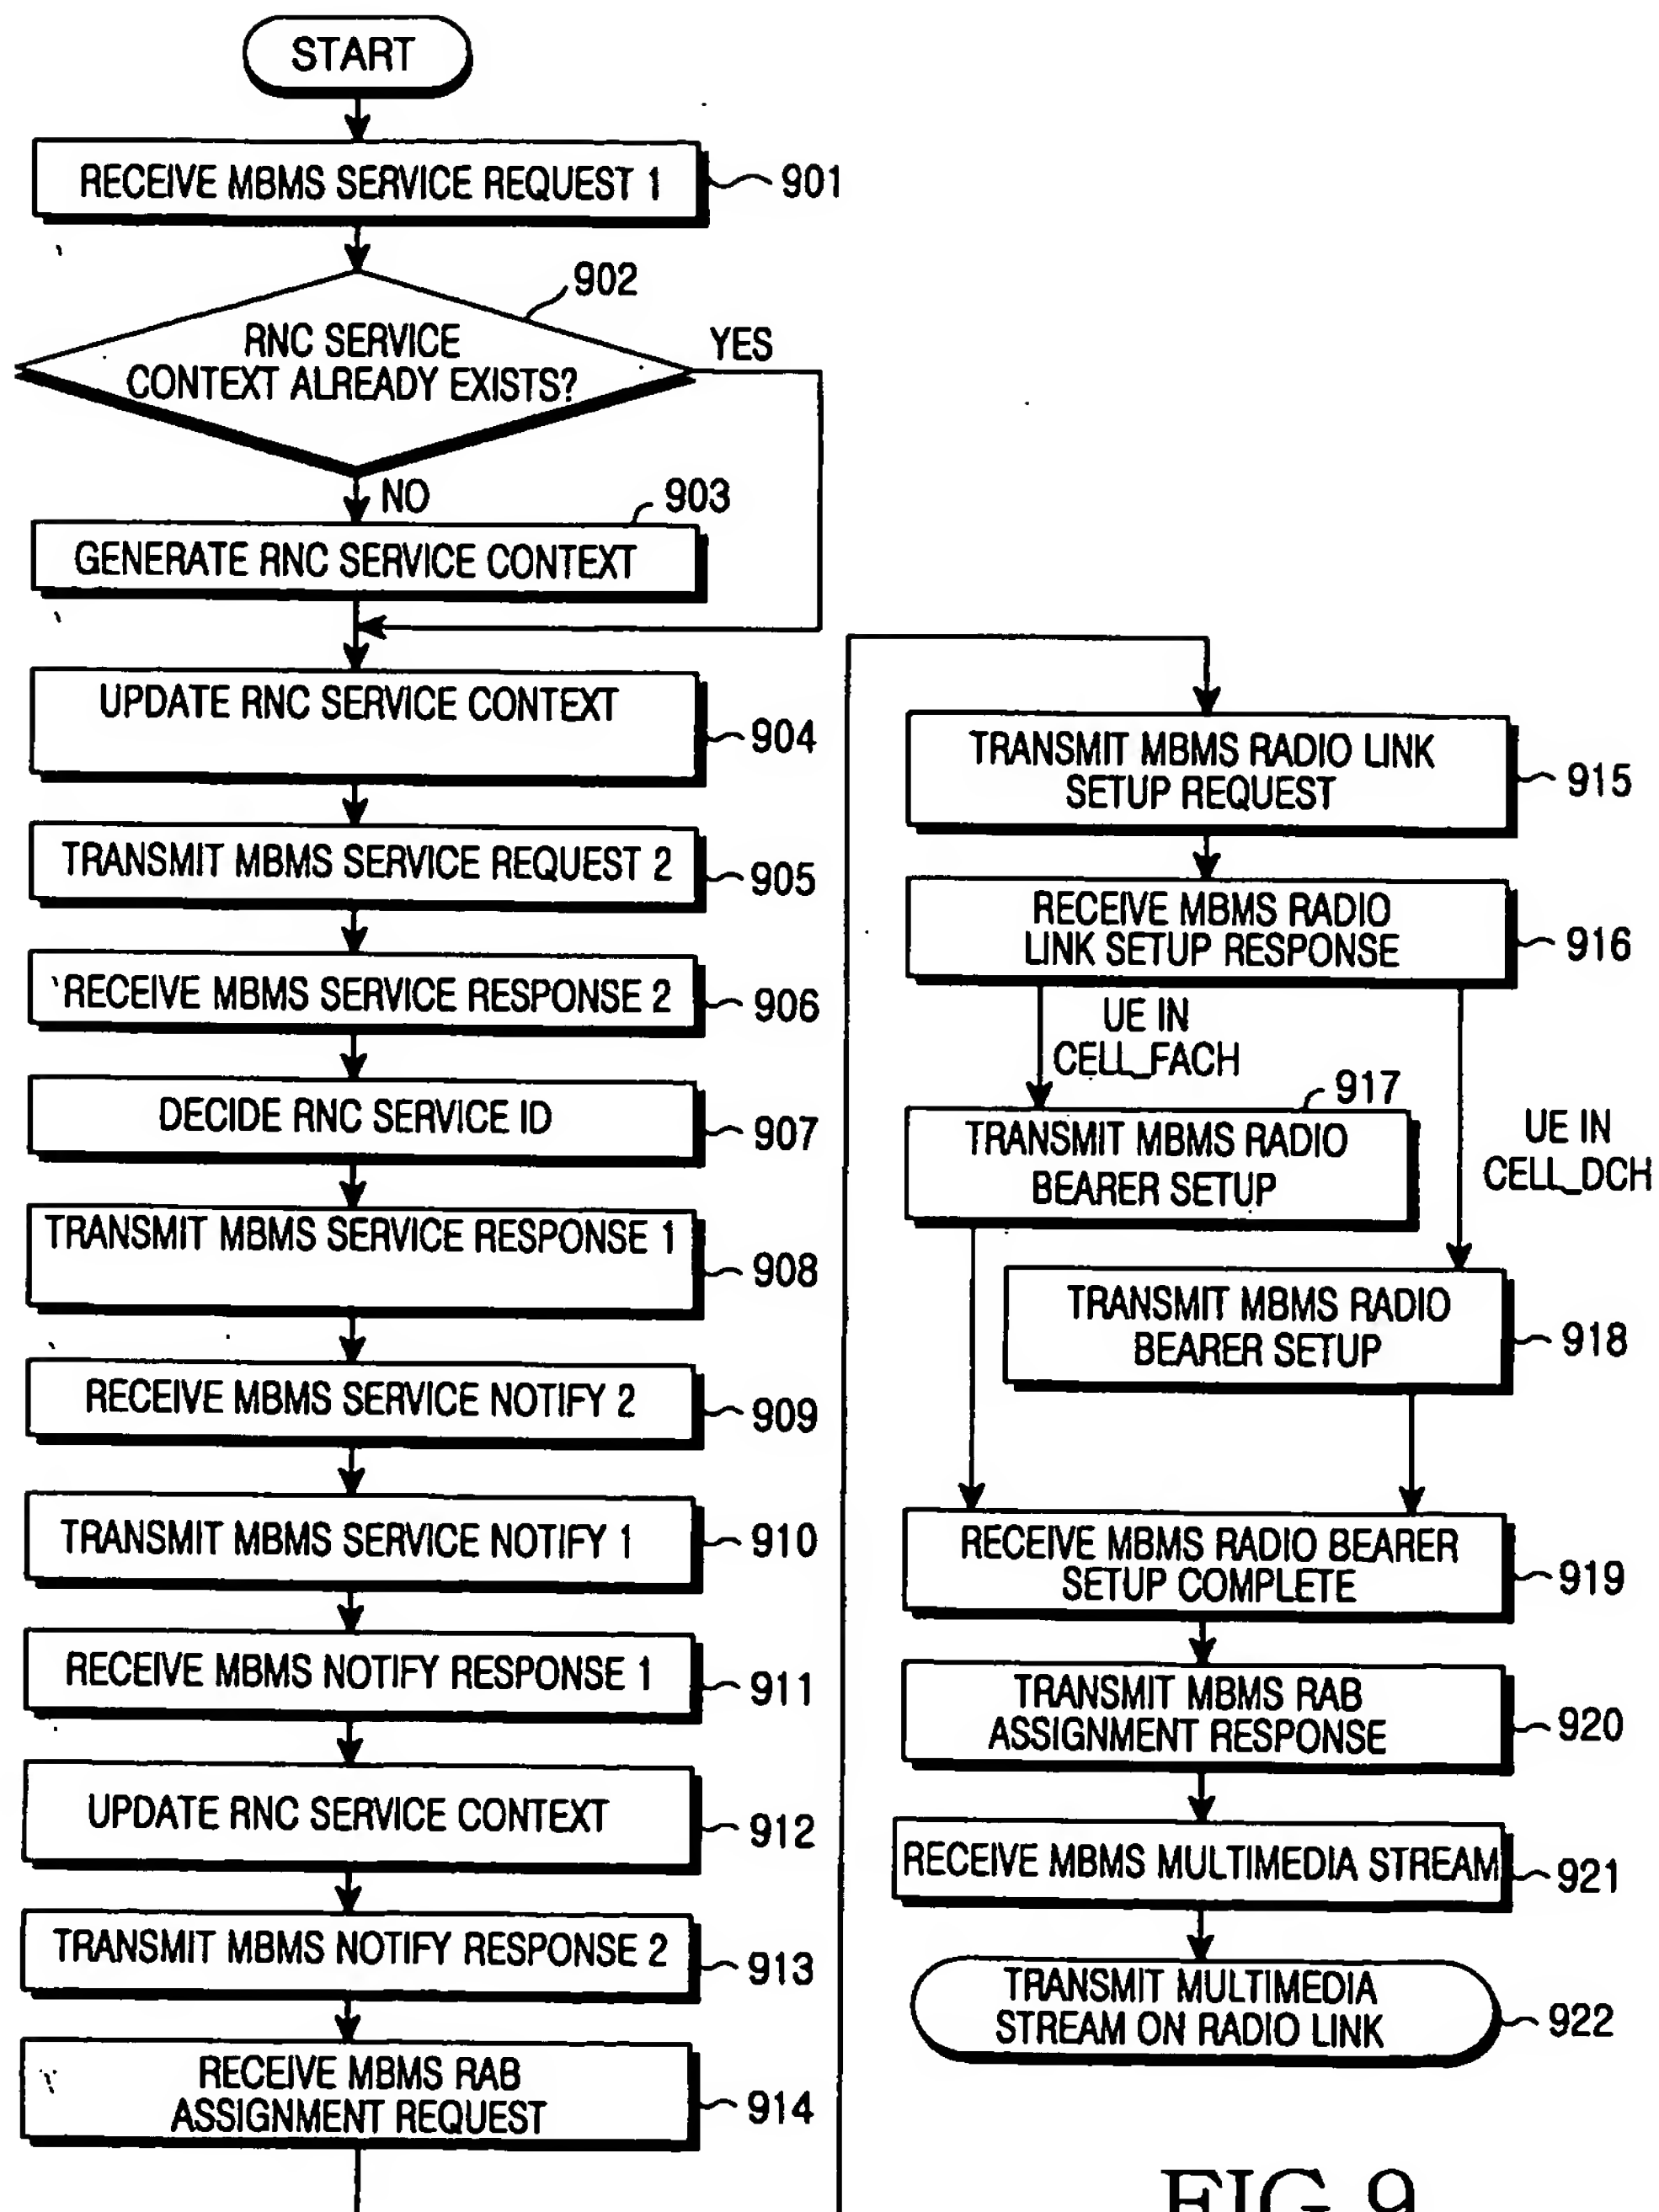 START
RECEIVE MBMS SERVICE REQUEST 1
901
902
RNC SERVICE
CONTEXT ALREADY EXISTS?
YES
NO
903
GENERATE RNC SERVICE CONTEXT
UPDATE RNC SERVICE CONTEXT
904
TRANSMIT MBMS SERVICE REQUEST 2
905
RECEIVE MBMS SERVICE RESPONSE 2
906
DECIDE RNC SERVICE ID
907
TRANSMIT MBMS SERVICE RESPONSE 1
908
RECEIVE MBMS SERVICE NOTIFY 2
909
TRANSMIT MBMS SERVICE NOTIFY 1
910
RECEIVE MBMS NOTIFY RESPONSE 1
911
UPDATE RNC SERVICE CONTEXT
912
TRANSMIT MBMS NOTIFY RESPONSE 2
913
RECEIVE MBMS RAB
ASSIGNMENT REQUEST
914
TRANSMIT MBMS RADIO LINK
SETUP REQUEST
915
RECEIVE MBMS RADIO
LINK SETUP RESPONSE
916
UE IN
CELL_FACH
917
TRANSMIT MBMS RADIO
BEARER SETUP
UE IN
CELL_DCH
TRANSMIT MBMS RADIO
BEARER SETUP
918
RECEIVE MBMS RADIO BEARER
SETUP COMPLETE
919
TRANSMIT MBMS RAB
ASSIGNMENT RESPONSE
920
RECEIVE MBMS MULTIMEDIA STREAM
921
TRANSMIT MULTIMEDIA
STREAM ON RADIO LINK
922
FIG.9